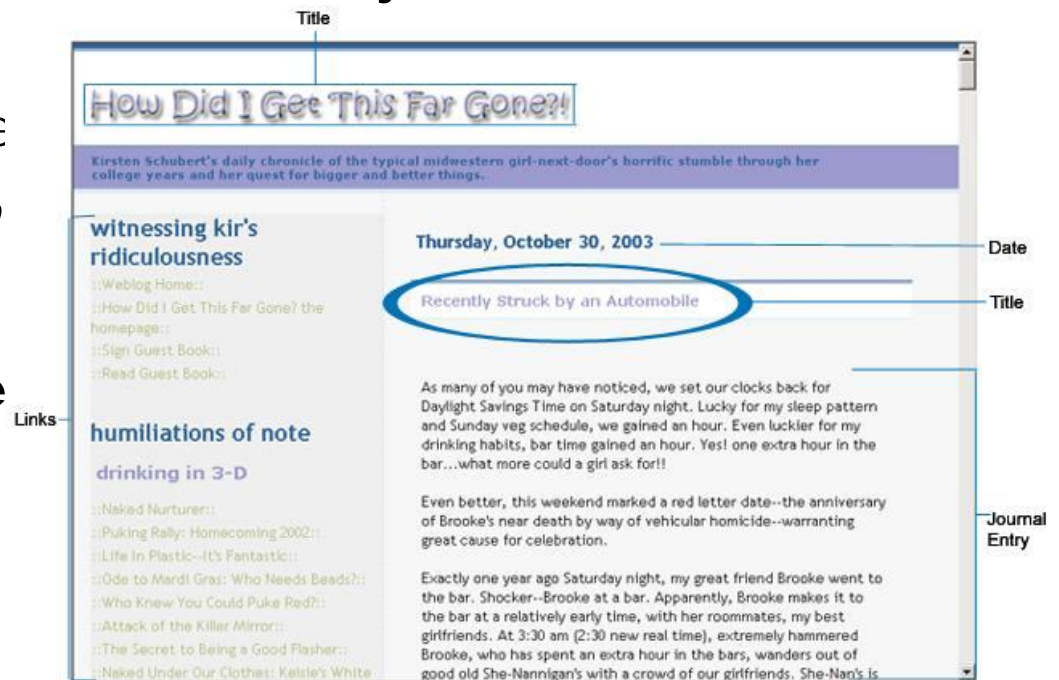 Title
How Did I Get This Far Gone?!
Kirsten Schubert's daily chronicle of the typical midwestern girl-next-door's horrific stumble through her
college years and her quest for bigger and better things.
Links
witnessing kir's
ridiculousness
::Weblog Home::
::How Did I Get This Far Gone? the
homepage::
::Sign Guest Book::
::Read Guest Book::
humiliations of note
drinking in 3-D
::Naked Nurturer::
::Puking Rally: Homecoming 2002::
::Life In Plastic--It's Fantastic::
::Ode to Mardi Gras: Who Needs Beads?::
::Who Knew You Could Puke Red?::
::Attack of the Killer Mirror::
::The Secret to Being a Good Flasher::
::Naked Under Our Clothes: Kelsie's White
Thursday, October 30, 2003
Date
Recently Struck by an Automobile
Title
As many of you may have noticed, we set our clocks back for
Daylight Savings Time on Saturday night. Lucky for my sleep pattern
and Sunday veg schedule, we gained an hour. Even luckier for my
drinking habits, bar time gained an hour. Yes! one extra hour in the
bar...what more could a girl ask for!!
Even better, this weekend marked a red letter date--the anniversary
of Brooke's near death by way of vehicular homicide--warranting
great cause for celebration.
Exactly one year ago Saturday night, my great friend Brooke went to
the bar. Shocker--Brooke at a bar. Apparently, Brooke makes it to
the bar at a relatively early time, with her roommates, my best
girlfriends. At 3:30 am (2:30 new real time), extremely hammered
Brooke, who has spent an extra hour in the bars, wanders out of
good old She-Nannigan's with a crowd of our girlfriends. She-Nan's is
Journal
Entry